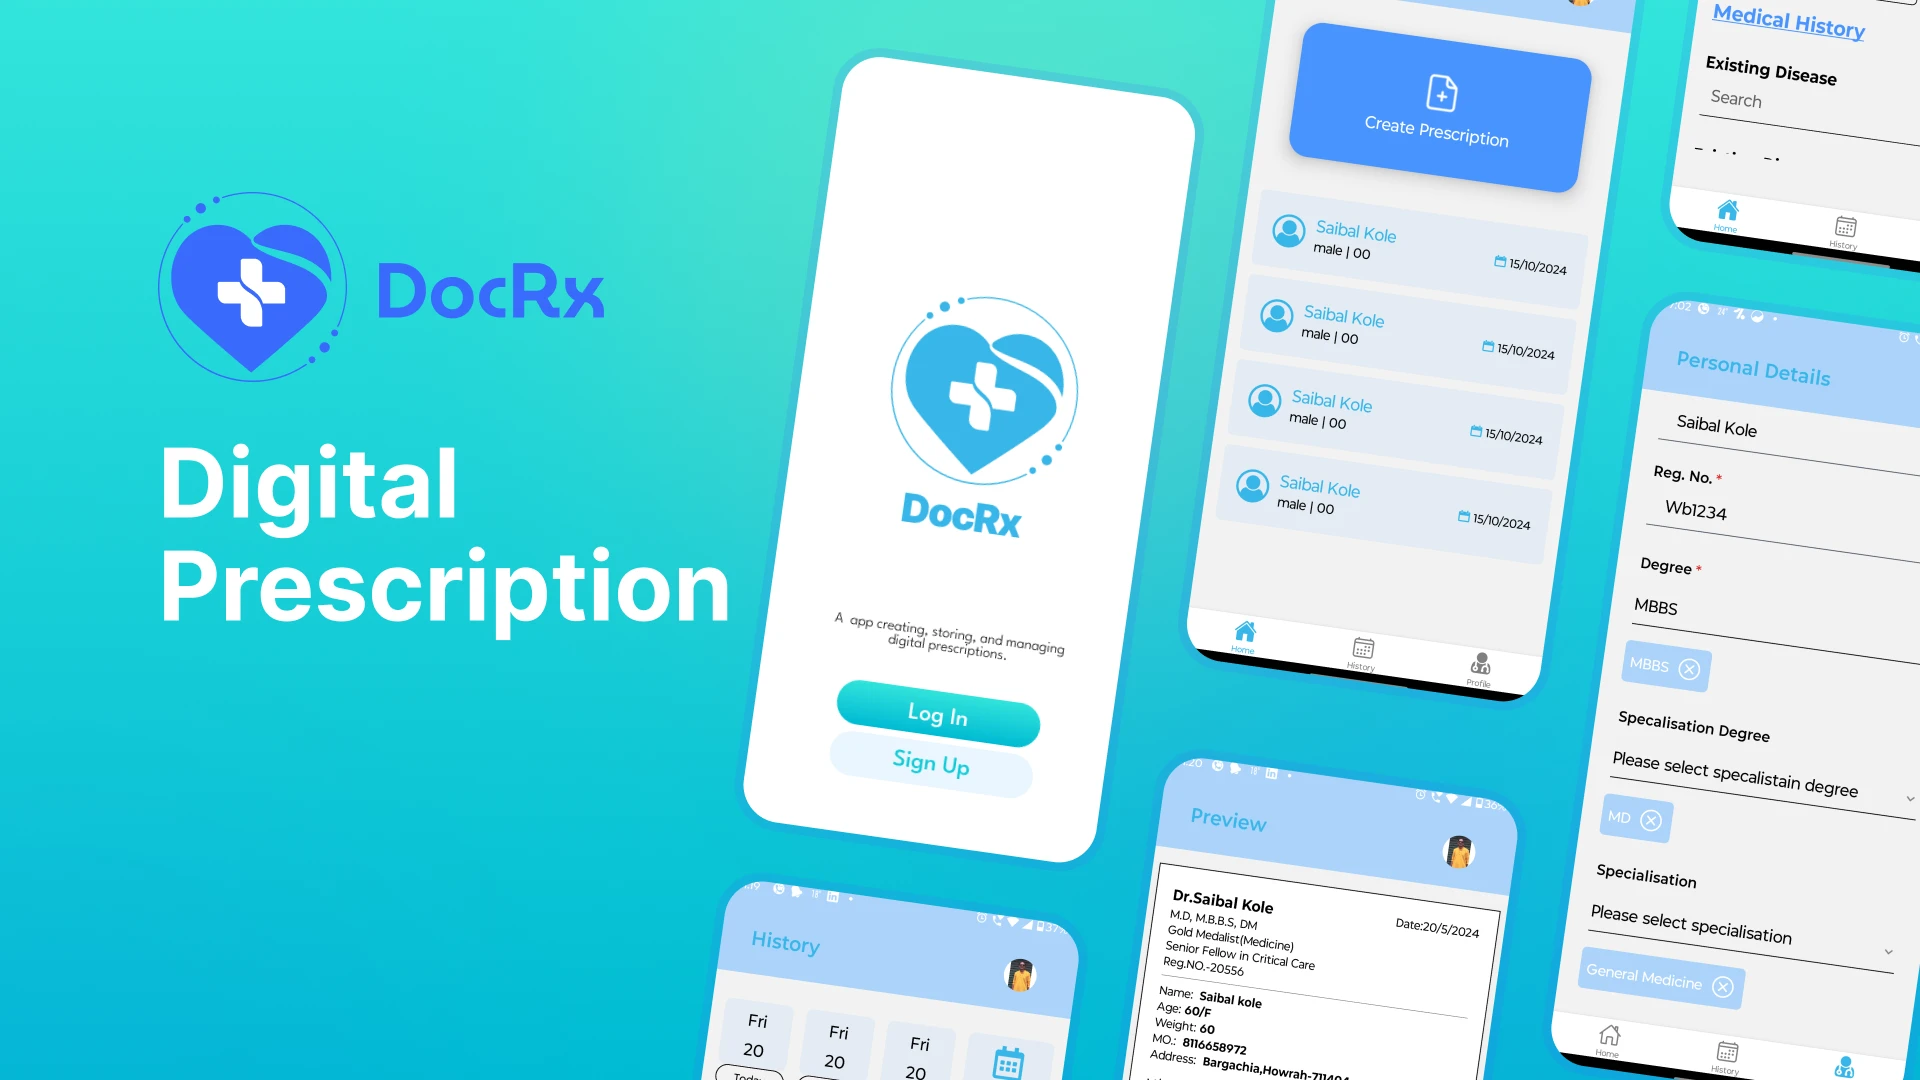 DocRx
Digital
Prescription
DocRx
A app creating, storing, and managing
digital prescriptions.
Log In
Sign Up
Create Prescription
Saibal Kole
male | 00
15/10/2024
Saibal Kole
male | 00
15/10/2024
Saibal Kole
male | 00
15/10/2024
Saibal Kole
male | 00
15/10/2024
Home
History
Profile
Medical History
Existing Disease
Search
Home
History
Personal Details
Saibal Kole
Reg. No. *
Wb1234
Degree *
MBBS
MBBS
Specalisation Degree
Please select specalistain degree
MD
Specialisation
Please select specialisation
General Medicine
Home
History
History
Fri
20
Today
Fri
20
Fri
20
Preview
Dr.Saibal Kole
Date:20/5/2024
M.D, M.B.B.S, DM
Gold Medalist(Medicine)
Senior Fellow in Critical Care
Reg.NO.-20556
Name: Saibal kole
Age: 60/F
Weight: 60
MO.: 8116658972
Address: Bargachia,Howrah-711404